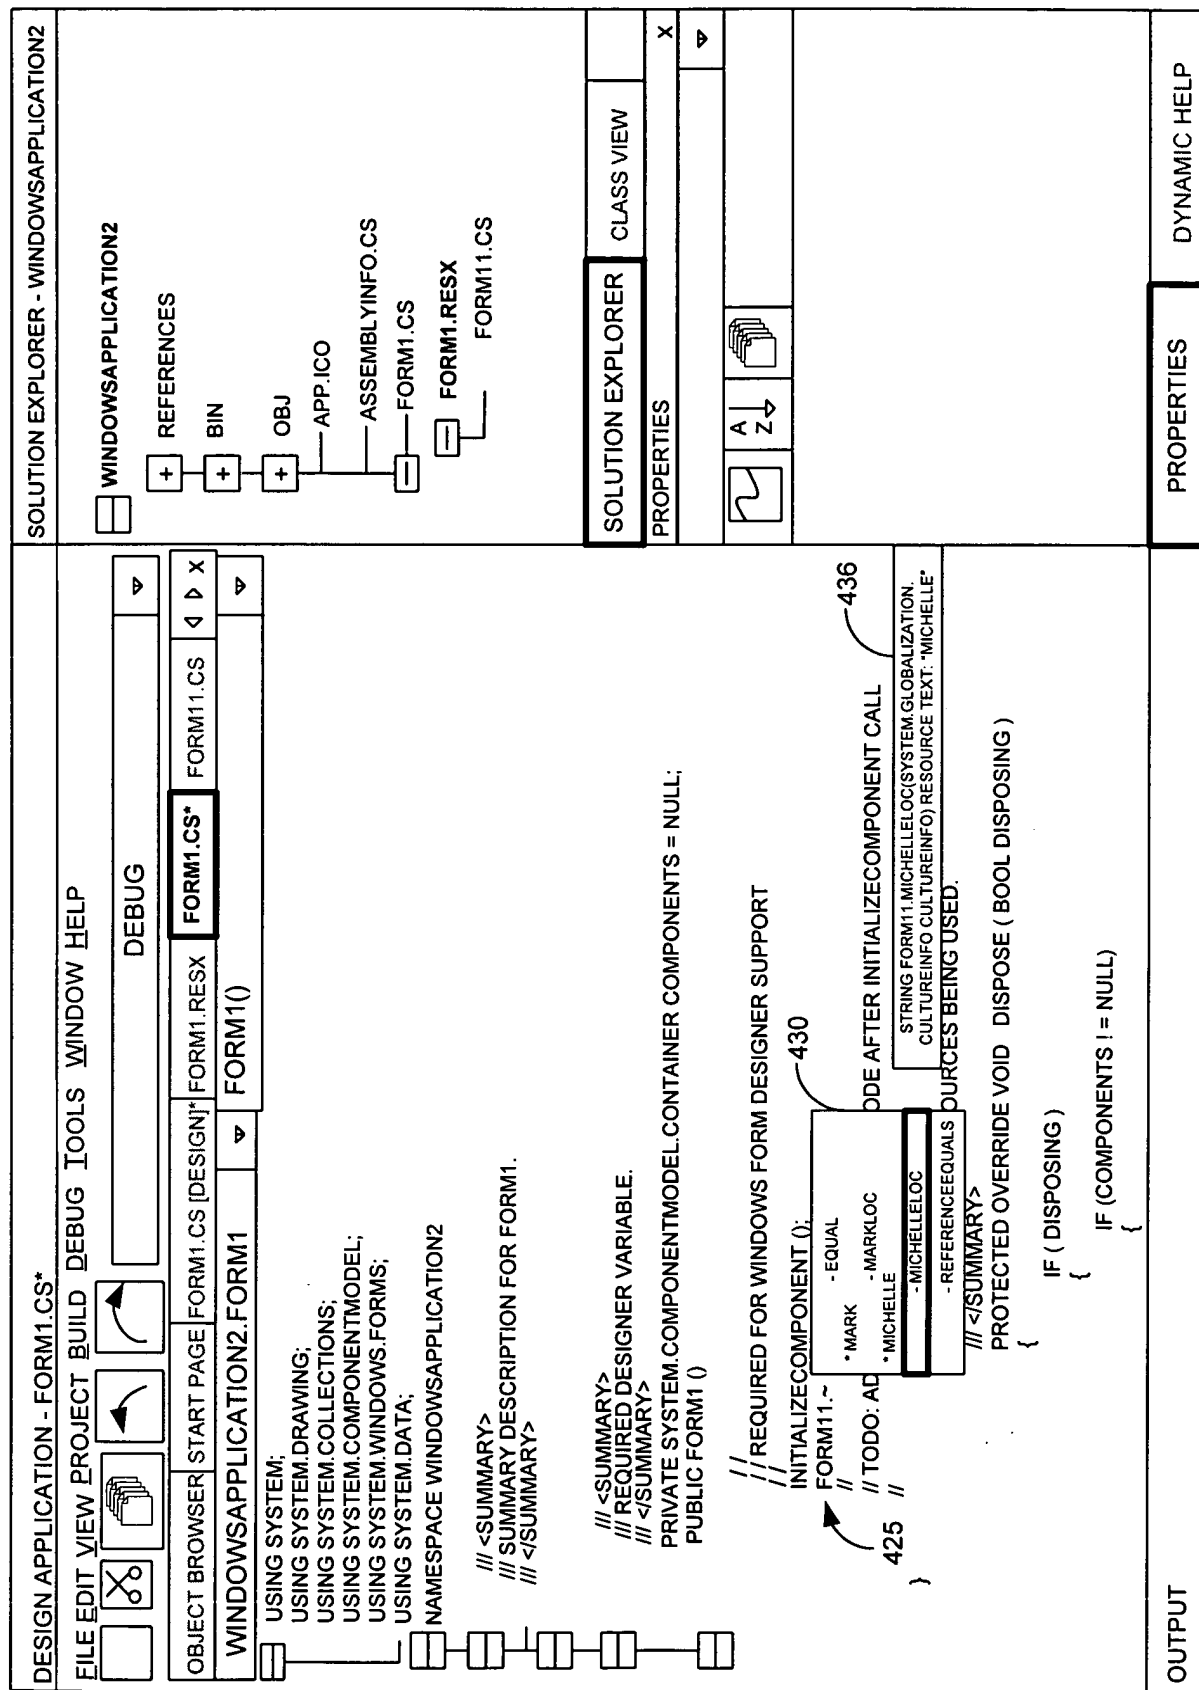 DESIGN APPLICATION - FORM1.CS*
FILE EDIT VIEW PROJECT BUILD DEBUG TOOLS WINDOW HELP
DEBUG
OBJECT BROWSER START PAGE FORM1.CS [DESIGN]* FORM1.RESX FORM1.CS* FORM11.CS X
WINDOWSAPPLICATION2.FORM1 FORM1()
USING SYSTEM;
USING SYSTEM.DRAWING;
USING SYSTEM.COLLECTIONS;
USING SYSTEM.COMPONENTMODEL;
USING SYSTEM.WINDOWS.FORMS;
USING SYSTEM.DATA;
NAMESPACE WINDOWSAPPLICATION2
/// <SUMMARY>
/// SUMMARY DESCRIPTION FOR FORM1.
/// </SUMMARY>
/// <SUMMARY>
/// REQUIRED DESIGNER VARIABLE.
/// </SUMMARY>
PRIVATE SYSTEM.COMPONENTMODEL.CONTAINER COMPONENTS = NULL;
PUBLIC FORM1 ()
//
// REQUIRED FOR WINDOWS FORM DESIGNER SUPPORT
//
INITIALIZECOMPONENT ();
FORM11.~
//
// TODO: AD
ODE AFTER INITIALIZECOMPONENT CALL
//
425
}
430
- EQUAL
* MARK
- MARKLOC
* MICHELLE
- MICHELLELOC
- REFERENCEEQUALS
436
STRING FORM11.MICHELLELOC(SYSTEM.GLOBALIZATION.
CULTUREINFO CULTUREINFO) RESOURCE TEXT: "MICHELLE"
OURCES BEING USED.
/// </SUMMARY>
PROTECTED OVERRIDE VOID DISPOSE ( BOOL DISPOSING )
{
IF ( DISPOSING )
{
IF (COMPONENTS ! = NULL)
{
SOLUTION EXPLORER - WINDOWSAPPLICATION2
WINDOWSAPPLICATION2
+ REFERENCES
+ BIN
+ OBJ
APP.ICO
ASSEMBLYINFO.CS
FORM1.CS
FORM1.RESX
FORM11.CS
SOLUTION EXPLORER CLASS VIEW
PROPERTIES X
A
Z
OUTPUT PROPERTIES DYNAMIC HELP